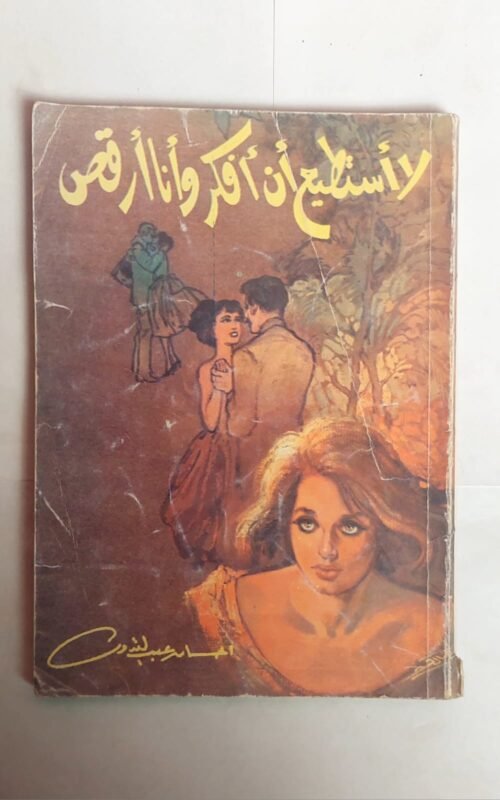 لا أستطيع أن أفكر وأنا أرقص
احسان عبد القدوس